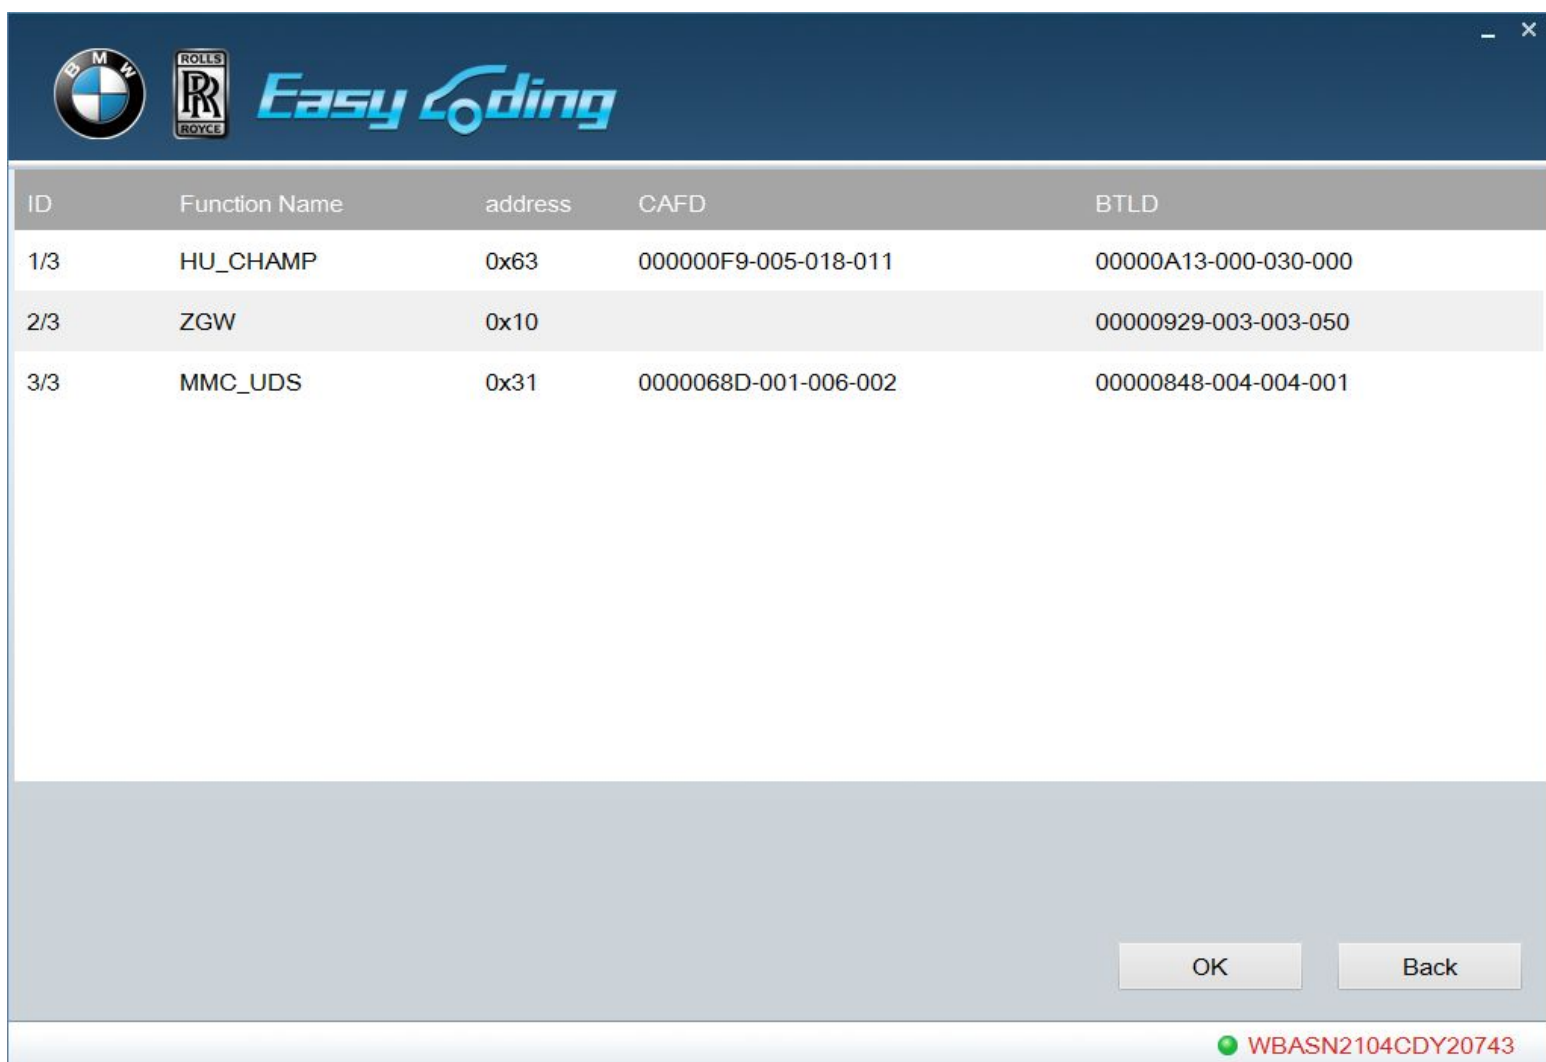 BMW ROLLS RR ROYCE Easy Coding
ID Function Name address CAFD BTLD
1/3 HU_CHAMP 0x63 000000F9-005-018-011 00000A13-000-030-000
2/3 ZGW 0x10 00000929-003-003-050
3/3 MMC_UDS 0x31 0000068D-001-006-002 00000848-004-004-001
OK Back
WBASN2104CDY20743